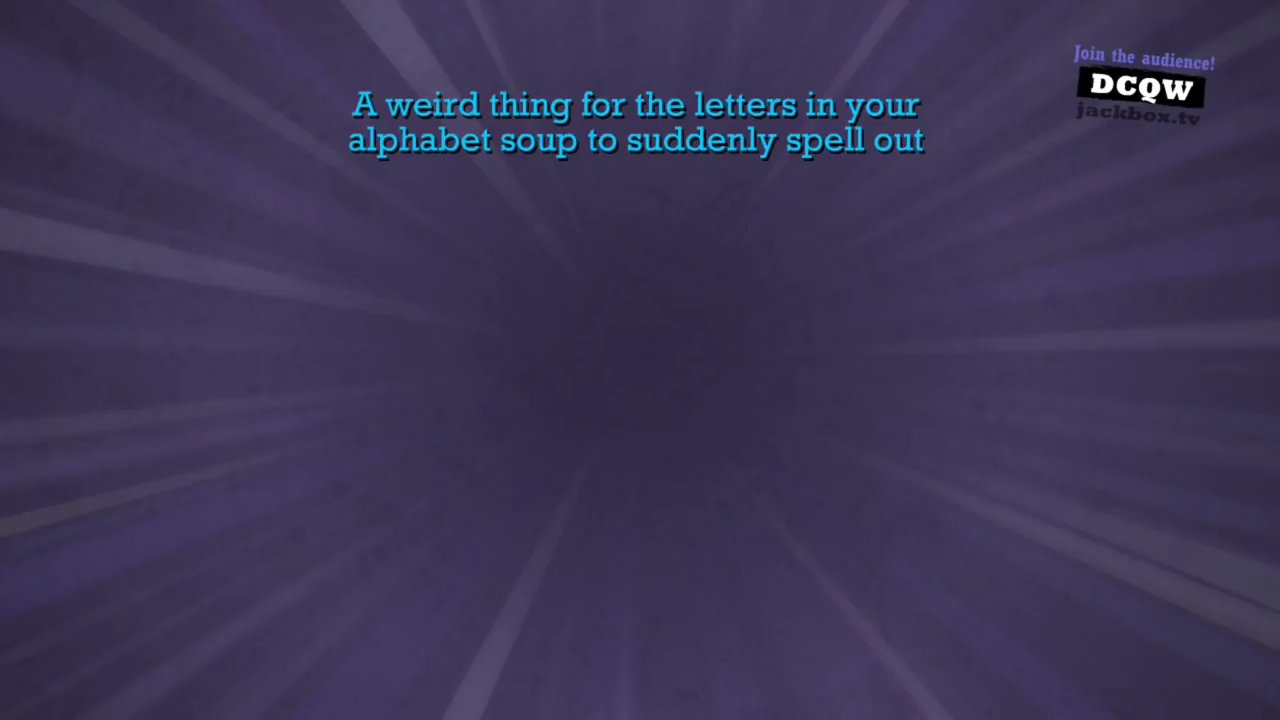 Join the audience!
DCQW
jackbox.tv
A weird thing for the letters in your
alphabet soup to suddenly spell out